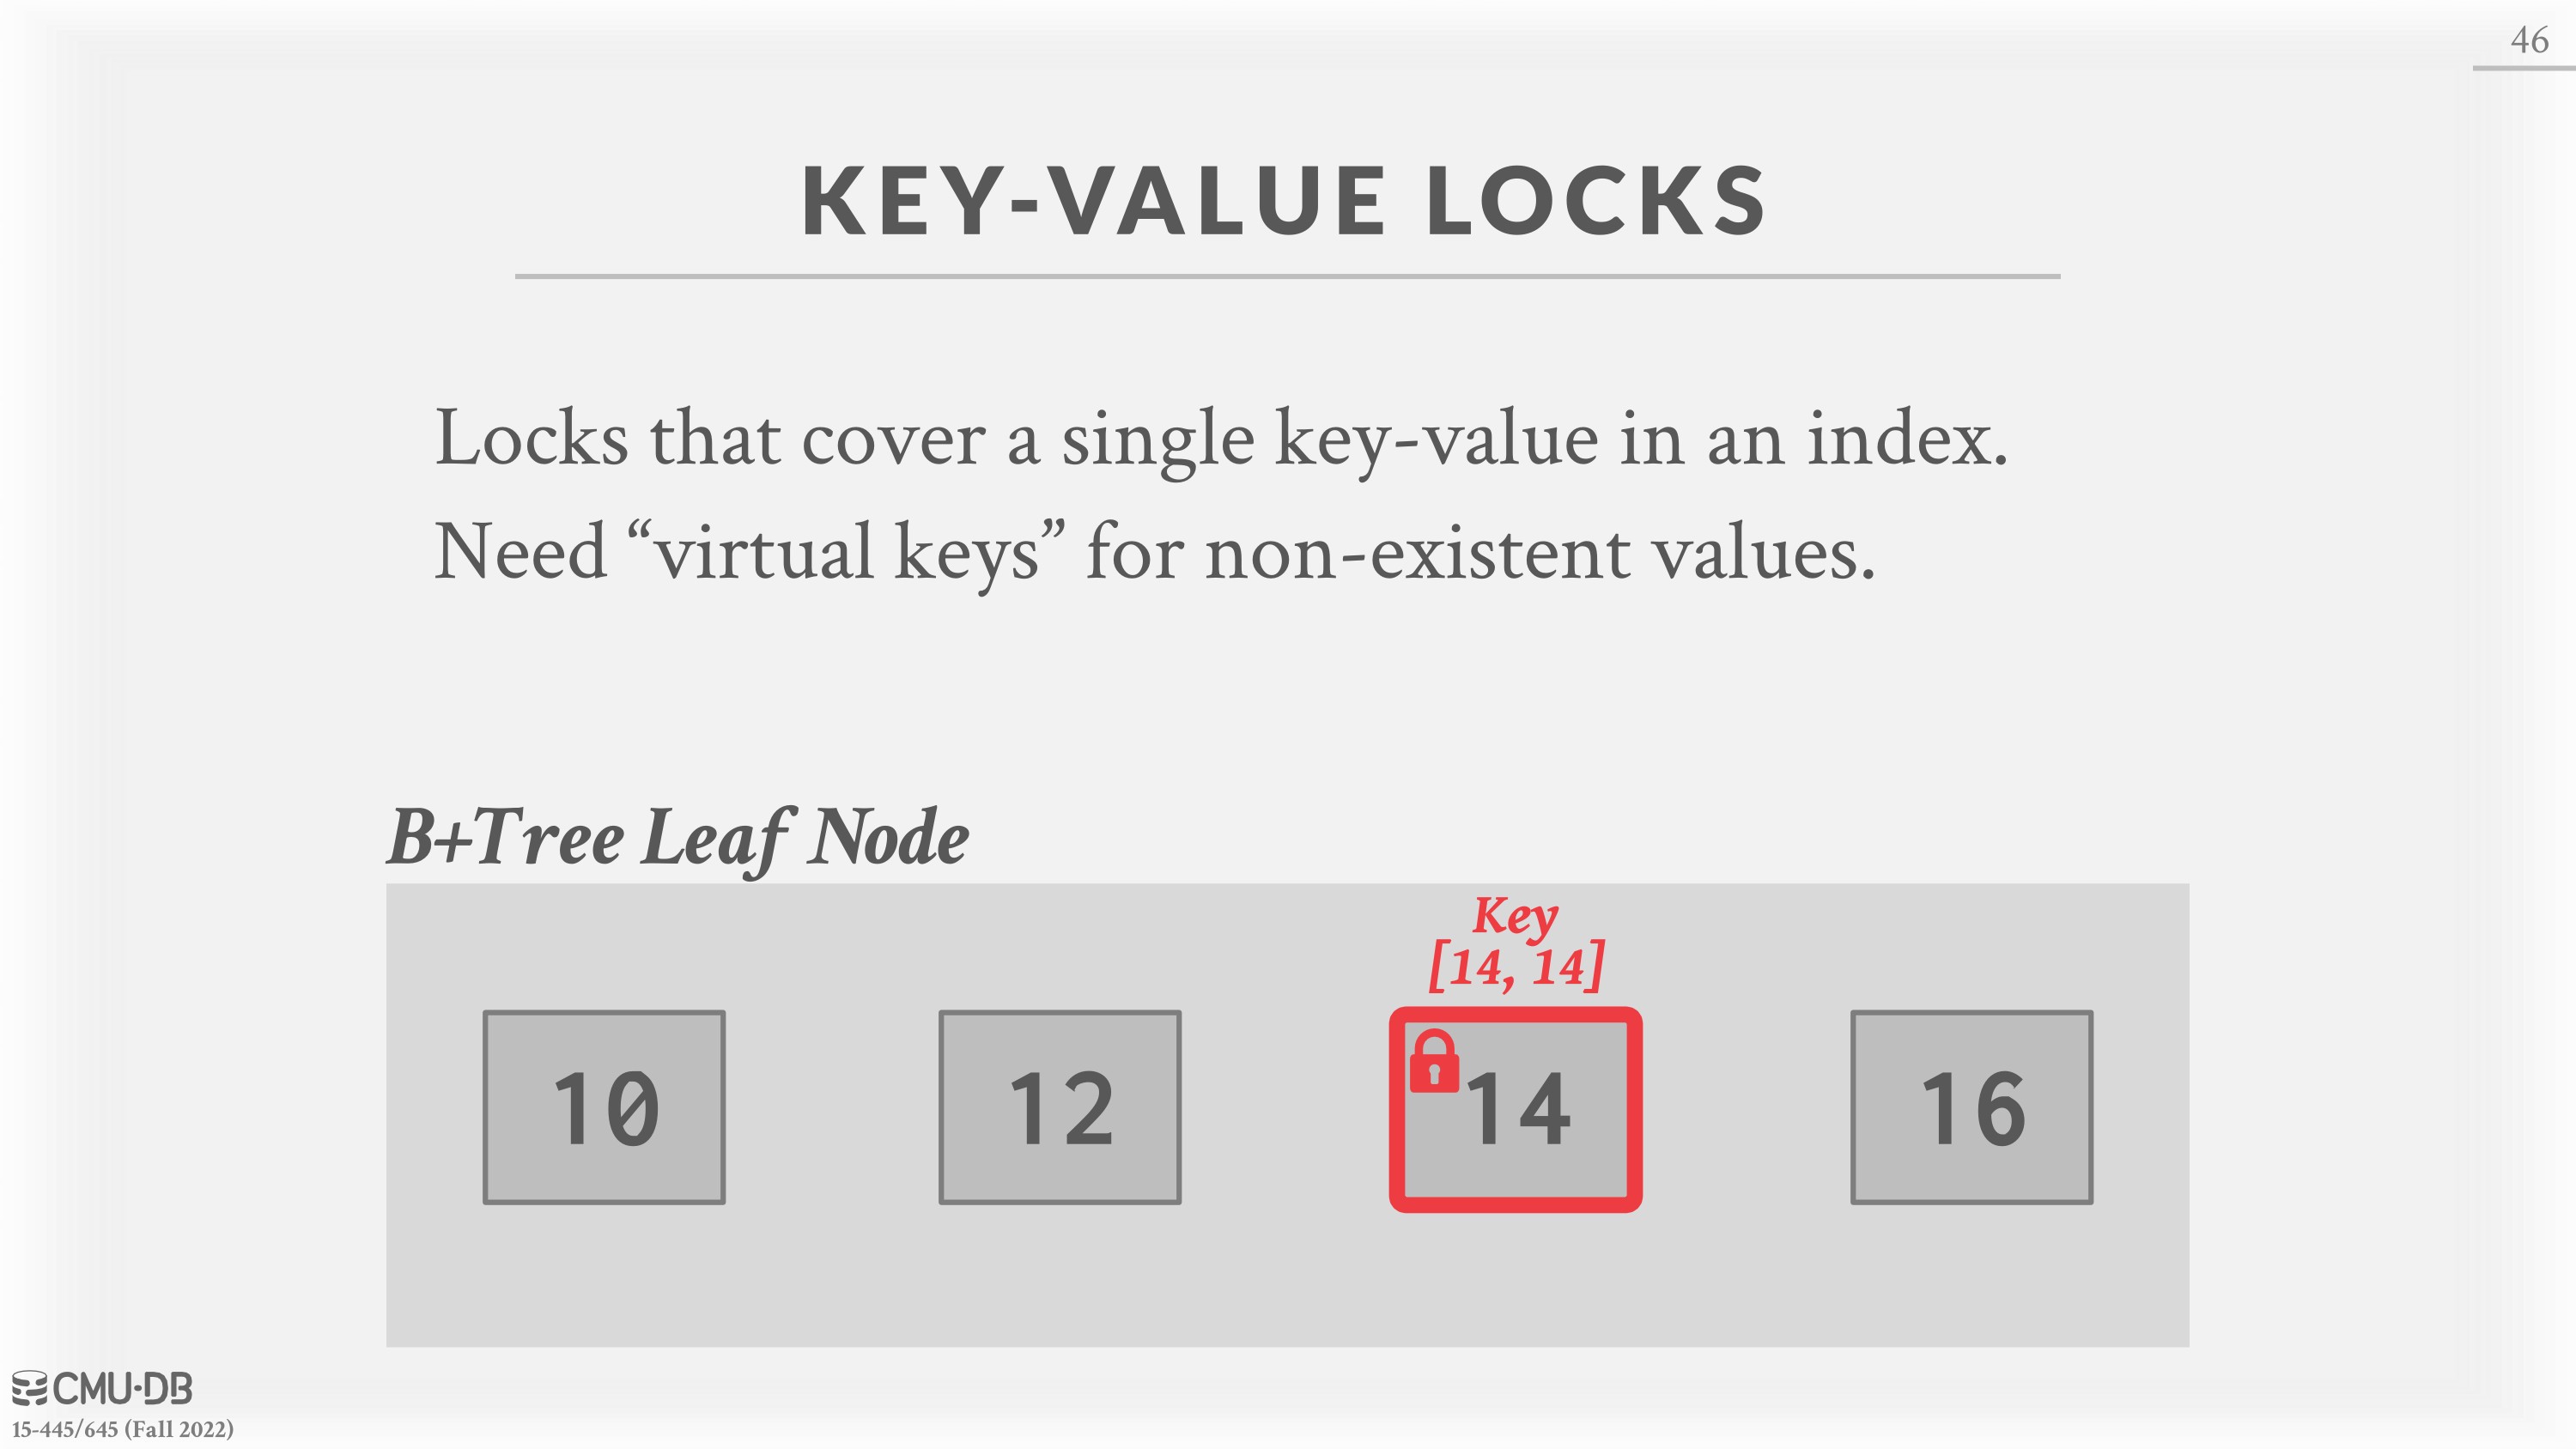 46
KEY-VALUE LOCKS
Locks that cover a single key-value in an index.
Need “virtual keys” for non-existent values.
B+Tree Leaf Node
Key
[14, 14]
10 12 14 16
CMU·DB
15-445/645 (Fall 2022)